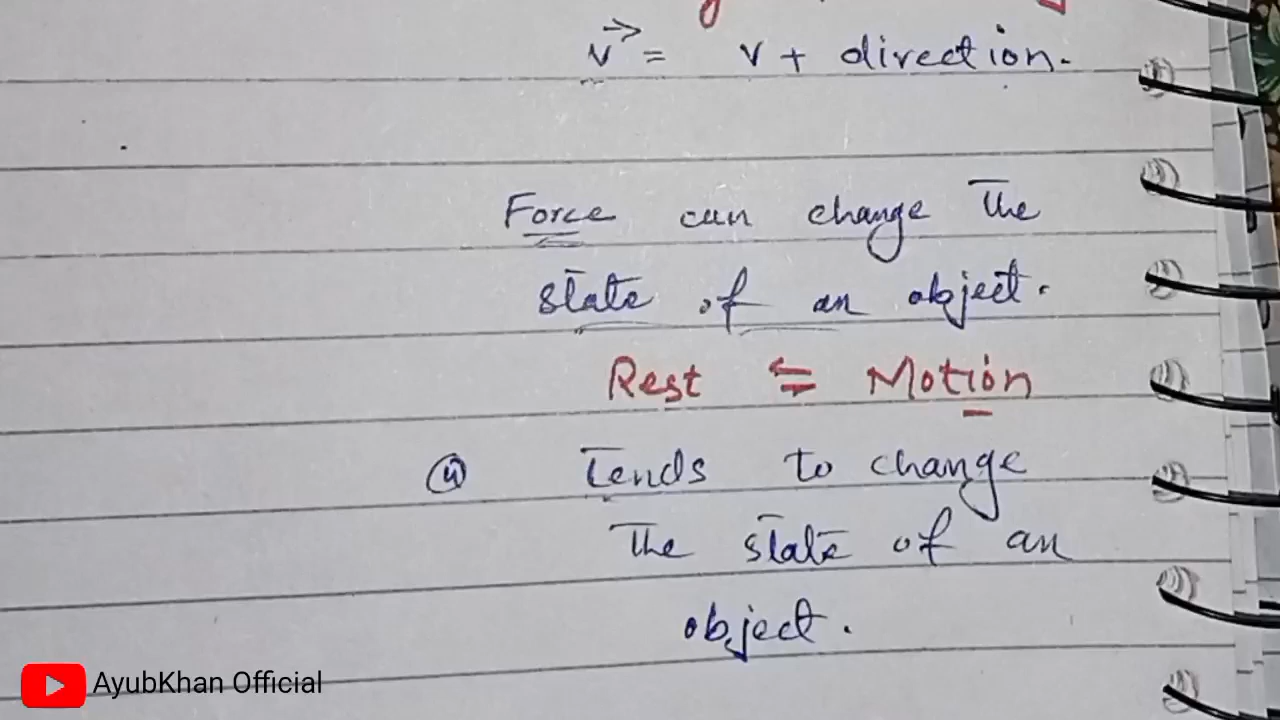 v⃗ = v + direction.
Force can change the
state of an object.
Rest ⇆ Motion
④ Tends to change
the state of an
object.
AyubKhan Official